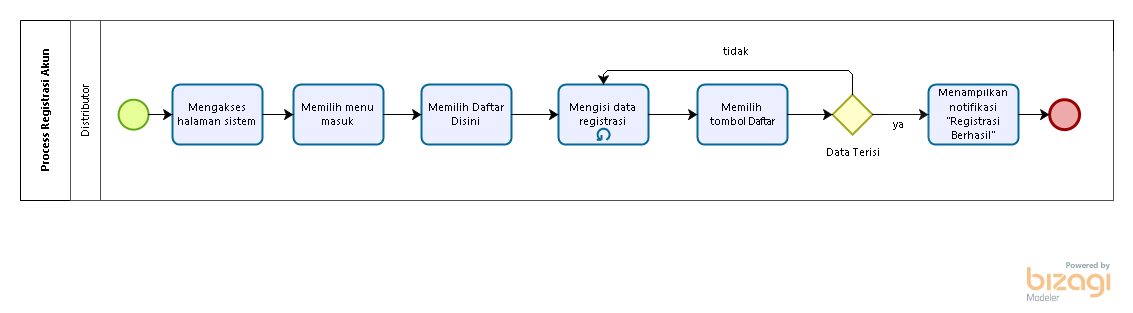 Process Registrasi Akun
Distributor
Mengakses
halaman sistem
Memilih menu
masuk
Memilih Daftar
Disini
Mengisi data
registrasi
Memilih
tombol Daftar
tidak
Data Terisi
ya
Menampilkan
notifikasi
"Registrasi
Berhasil"
Powered by
bizagi
Modeler